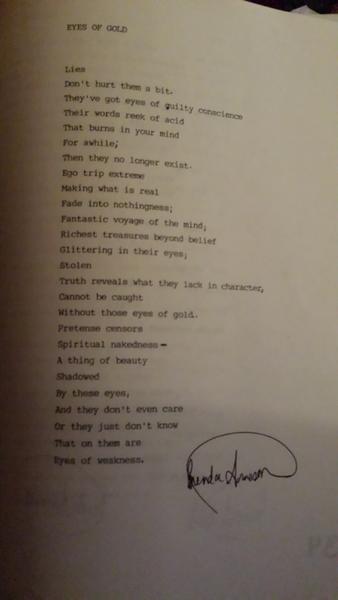 EYES OF GOLD
Lies
Don't hurt them a bit.
They've got eyes of guilty conscience
Their words reek of acid
That burns in your mind
For awhile;
Then they no longer exist.
Ego trip extreme
Making what is real
Fade into nothingness;
Fantastic voyage of the mind;
Richest treasures beyond belief
Glittering in their eyes;
Stolen
Truth reveals what they lack in character,
Cannot be caught
Without those eyes of gold.
Pretense censors
Spiritual nakedness—
A thing of beauty
Shadowed
By these eyes,
And they don't even care
Or they just don't know
That on them are
Eyes of weakness.